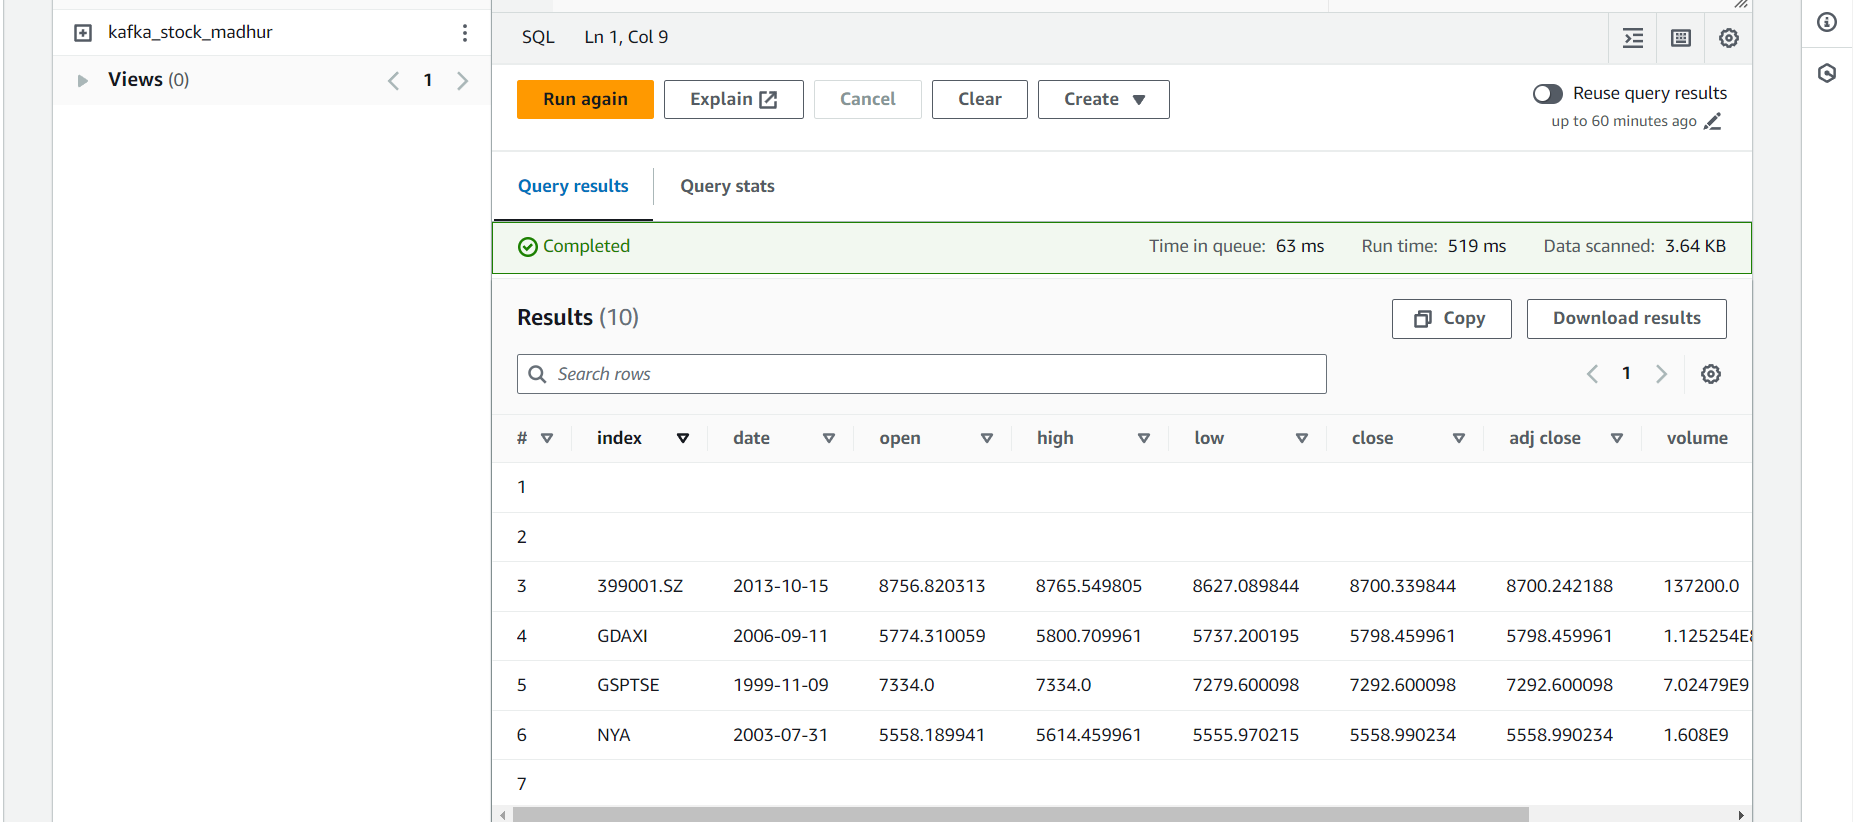 kafka_stock_madhur
Views (0) 1
SQL Ln 1, Col 9
Run again Explain Cancel Clear Create
Reuse query results
up to 60 minutes ago
Query results Query stats
Completed Time in queue: 63 ms Run time: 519 ms Data scanned: 3.64 KB
Results (10) Copy Download results
Search rows 1
# index date open high low close adj close volume
1
2
3 399001.SZ 2013-10-15 8756.820313 8765.549805 8627.089844 8700.339844 8700.242188 137200.0
4 GDAXI 2006-09-11 5774.310059 5800.709961 5737.200195 5798.459961 5798.459961
5 GSPTSE 1999-11-09 7334.0 7334.0 7279.600098 7292.600098 7292.600098 7.02479E9
6 NYA 2003-07-31 5558.189941 5614.459961 5555.970215 5558.990234 5558.990234 1.608E9
7